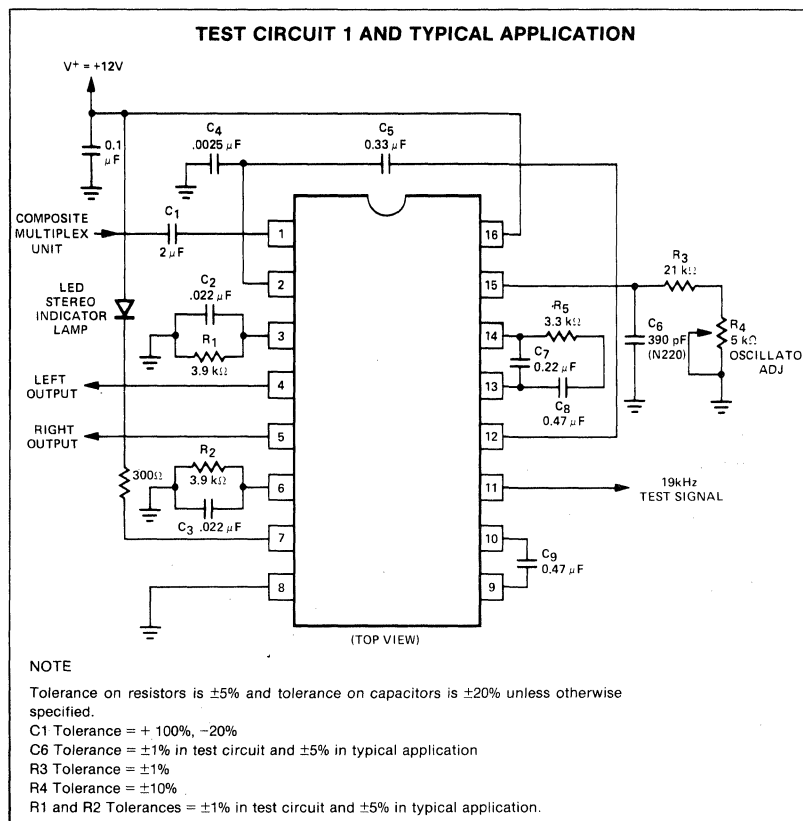 TEST CIRCUIT 1 AND TYPICAL APPLICATION
V+ = +12V
0.1
μF
C4
.0025 μF
C5
0.33 μF
COMPOSITE
MULTIPLEX
UNIT
C1
2 μF
LED
STEREO
INDICATOR
LAMP
C2
.022 μF
R1
3.9 kΩ
LEFT
OUTPUT
RIGHT
OUTPUT
R2
3.9 kΩ
300Ω
C3 .022 μF
1
2
3
4
5
6
7
8
16
15
14
13
12
11
10
9
R3
21 kΩ
R5
3.3 kΩ
C7
0.22 μF
C8
0.47 μF
C6
390 pF
(N220)
R4
5 kΩ
OSCILLATO
ADJ
19kHz
TEST SIGNAL
C9
0.47 μF
(TOP VIEW)
NOTE
Tolerance on resistors is ±5% and tolerance on capacitors is ±20% unless otherwise
specified.
C1 Tolerance = + 100%, -20%
C6 Tolerance = ±1% in test circuit and ±5% in typical application
R3 Tolerance = ±1%
R4 Tolerance = ±10%
R1 and R2 Tolerances = ±1% in test circuit and ±5% in typical application.